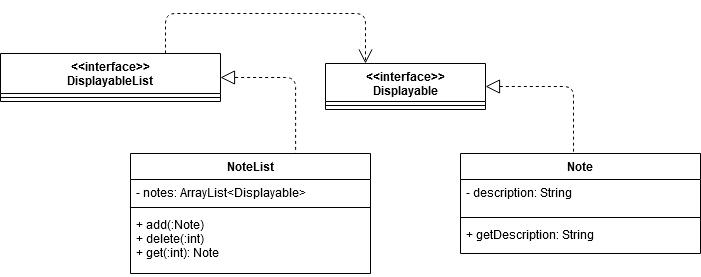 <<interface>>
DisplayableList
<<interface>>
Displayable
NoteList
- notes: ArrayList<Displayable>
+ add(:Note)
+ delete(:int)
+ get(:int): Note
Note
- description: String
+ getDescription: String